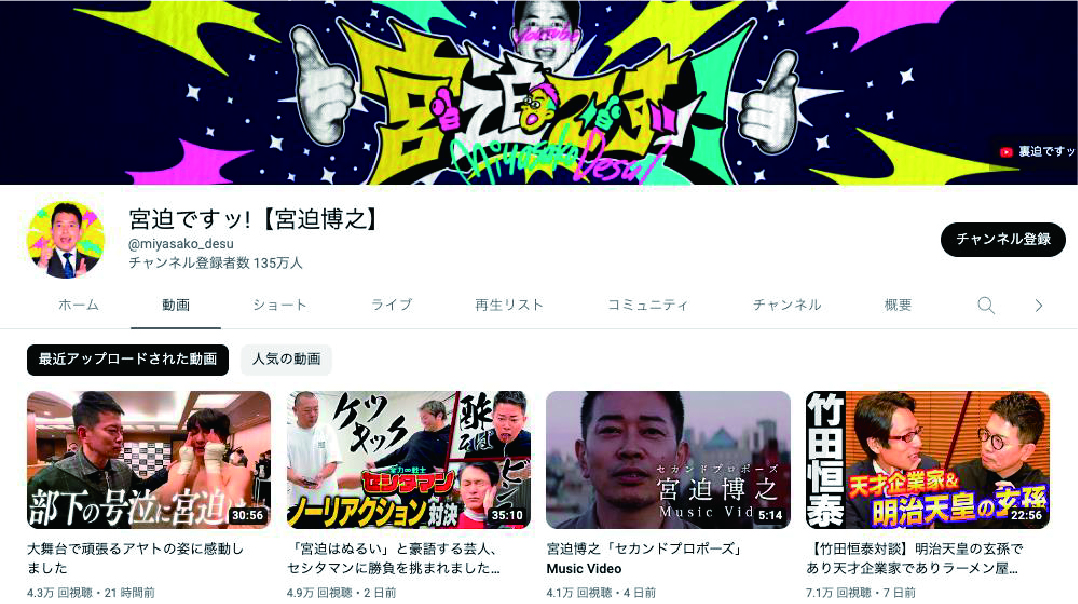 YouTube
宮迫ですッ!
Miyasako Desu!
裏迫ですッ
宮迫ですッ!【宮迫博之】
@miyasako_desu
チャンネル登録者数 135万人
チャンネル登録
ホーム
動画
ショート
ライブ
再生リスト
コミュニティ
チャンネル
概要
最近アップロードされた動画
人気の動画
部下の号泣に宮迫
30:56
ケツキック
酢そば
セシタマン
ノーリアクション対決
35:10
セカンドプロポーズ
宮迫博之
Music Vid
5:14
竹田恒泰
天才企業家&
明治天皇の玄孫
22:56
大舞台で頑張るアヤトの姿に感動し
ました
4.3万 回視聴・21 時間前
「宮迫はぬるい」と豪語する芸人、
セシタマンに勝負を挑まれました...
4.9万 回視聴・2 日前
宮迫博之「セカンドプロポーズ」
Music Video
4.1万 回視聴・4 日前
【竹田恒泰対談】明治天皇の玄孫で
あり天才企業家でありラーメン屋...
7.1万 回視聴・7 日前